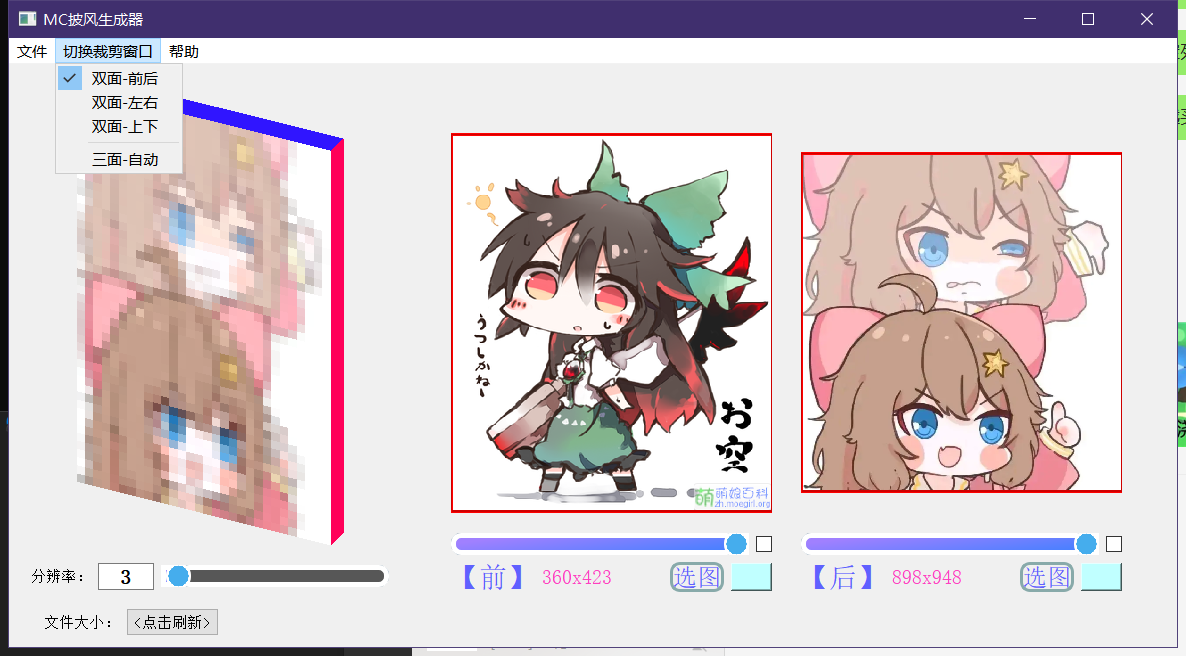 MC披风生成器
文件 切换裁剪窗口 帮助
双面-前后
双面-左右
双面-上下
三面-自动
うつしかねー
お空
萌娘百科
zh.moegirl.org
分辨率： 3
【前】 360x423 选图
【后】 898x948 选图
文件大小： <点击刷新>